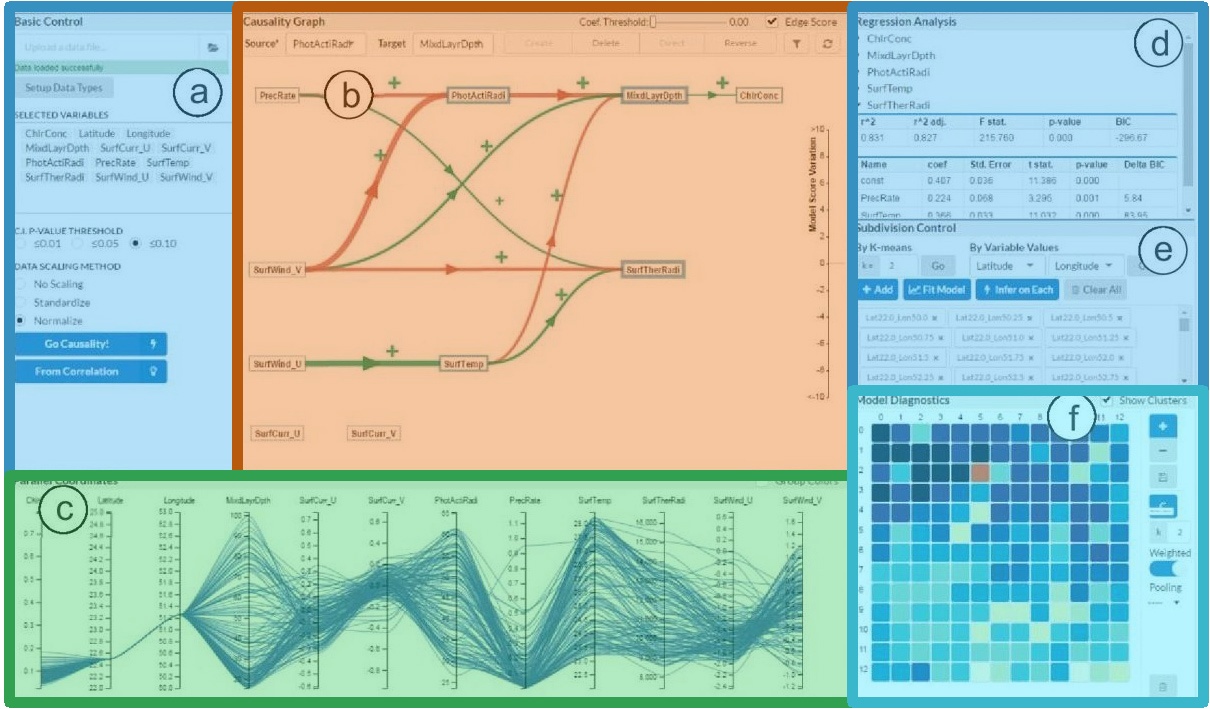 Basic Control
Upload a data file...
Data loaded successfully
Setup Data Types
a
SELECTED VARIABLES
ChlrConc Latitude Longitude
MixdLayrDpth SurfCurr_U SurfCurr_V
PhotActiRadi PrecRate SurfTemp
SurfTherRadi SurfWind_U SurfWind_V
C.I. P-VALUE THRESHOLD
≤0.01 ≤0.05 ≤0.10
DATA SCALING METHOD
No Scaling
Standardize
Normalize
Go Causality!
From Correlation
Causality Graph
Coef. Threshold: 0.00 Edge Score
Source* PhotActiRadi Target MixdLayrDpth Create Delete Direct Reverse
b
PrecRate PhotActiRadi MixdLayrDpth ChlrConc
SurfWind_V SurfTherRadi
SurfWind_U SurfTemp
SurfCurr_U SurfCurr_V
Model Score Variation
>10
8
6
4
2
0
-2
-4
-6
-8
<-10
Parallel Coordinates Group Colors
c
Latitude Longitude MixdLayrDpth SurfCurr_U SurfCurr_V PhotActiRadi PrecRate SurfTemp SurfTherRadi SurfWind_U SurfWind_V
Regression Analysis
d
ChlrConc
MixdLayrDpth
PhotActiRadi
SurfTemp
SurfTherRadi
r^2 r^2 adj. F stat. p-value BIC
0.831 0.827 215.760 0.000 -296.67
Name coef Std. Error t stat. p-value Delta BIC
const 0.407 0.036 11.386 0.000
PrecRate 0.224 0.068 3.295 0.001 5.84
SurfTemp 0.366 0.033 11.032 0.000 83.95
Subdivision Control
e
By K-means By Variable Values
k= 2 Go Latitude Longitude
+ Add Fit Model Infer on Each Clear All
Lat22.0_Lon50.0 × Lat22.0_Lon50.25 × Lat22.0_Lon50.5 ×
Lat22.0_Lon50.75 × Lat22.0_Lon51.0 × Lat22.0_Lon51.25 ×
Lat22.0_Lon51.5 × Lat22.0_Lon51.75 × Lat22.0_Lon52.0 ×
Lat22.0_Lon52.25 × Lat22.0_Lon52.5 × Lat22.0_Lon52.75 ×
Model Diagnostics Show Clusters
f
0 1 2 3 4 5 6 7 8 11 12
0
1
2
3
4
5
6
7
8
9
10
11
12
k 2
Weighted
Pooling